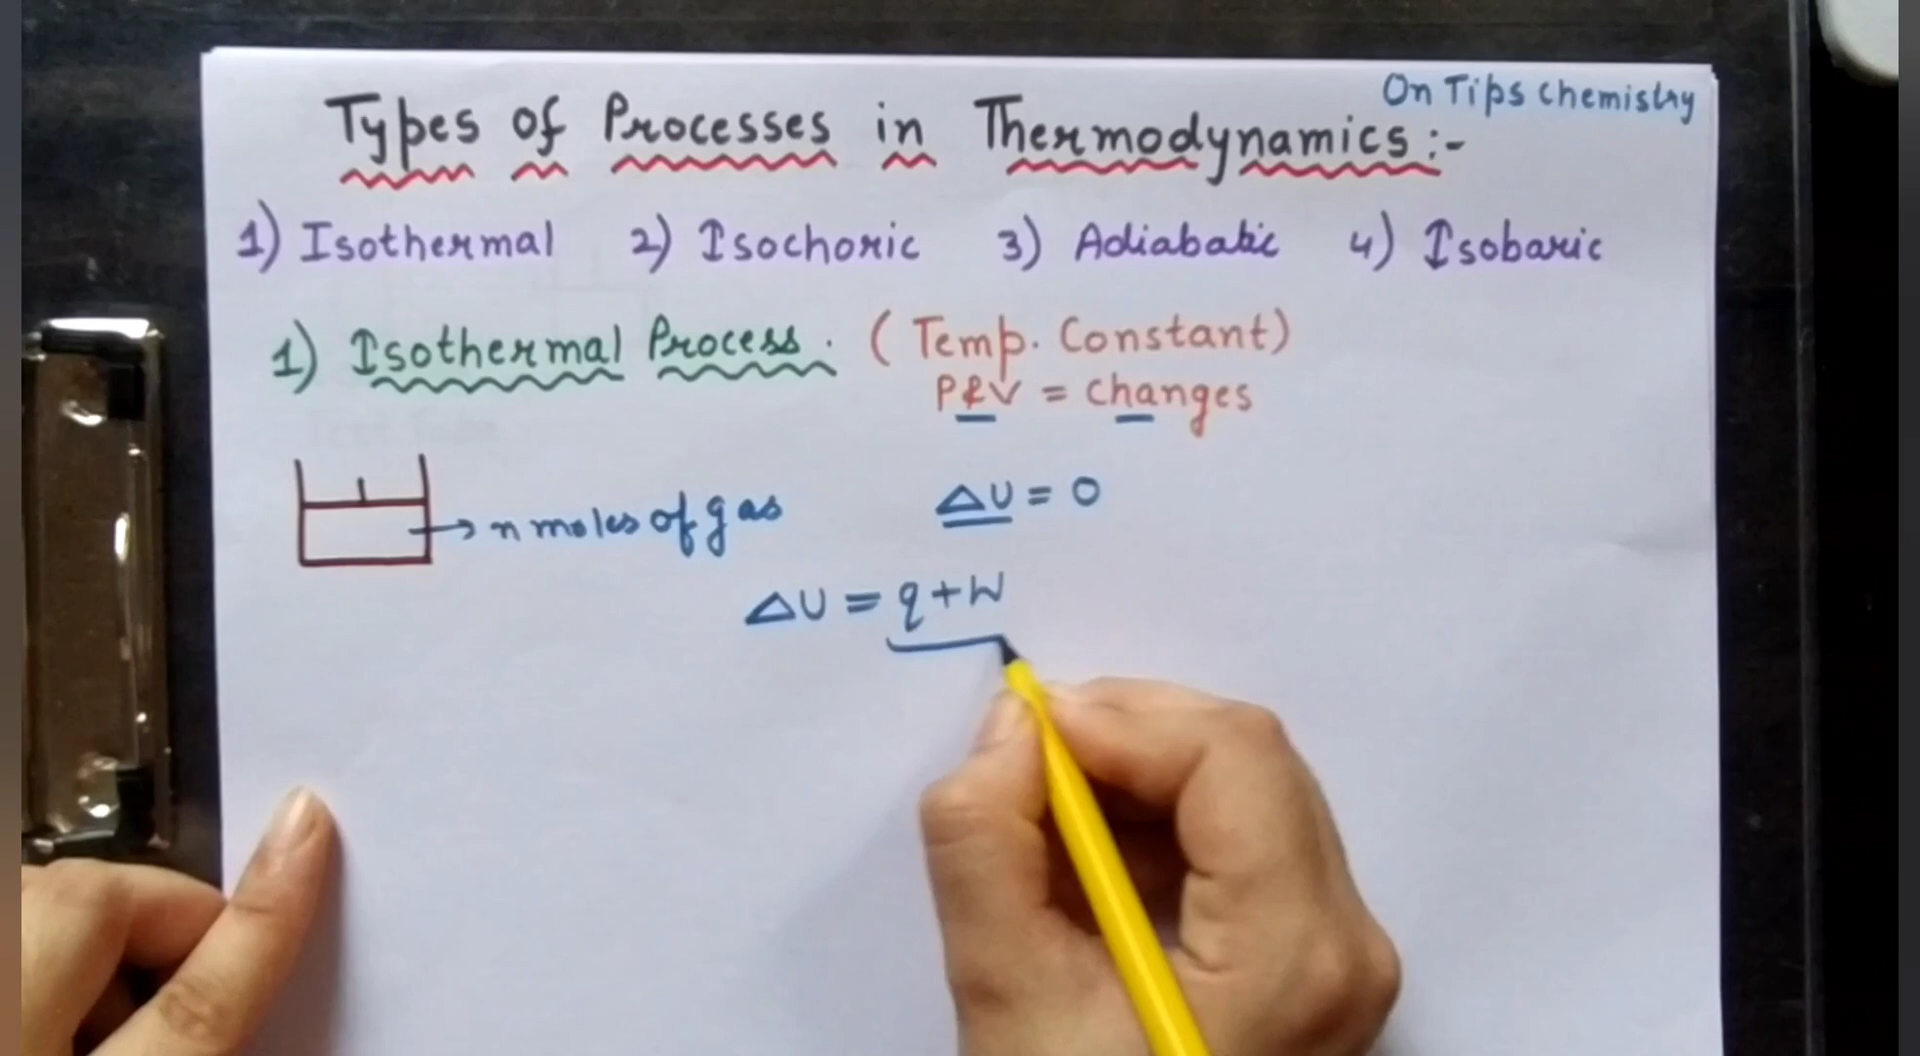 On Tips Chemistry
Types of Processes in Thermodynamics:-
1) Isothermal 2) Isochoric 3) Adiabatic 4) Isobaric
1) Isothermal Process. (Temp. Constant)
P&V = Changes
→ n moles of gas ΔU = 0
ΔU = q+W